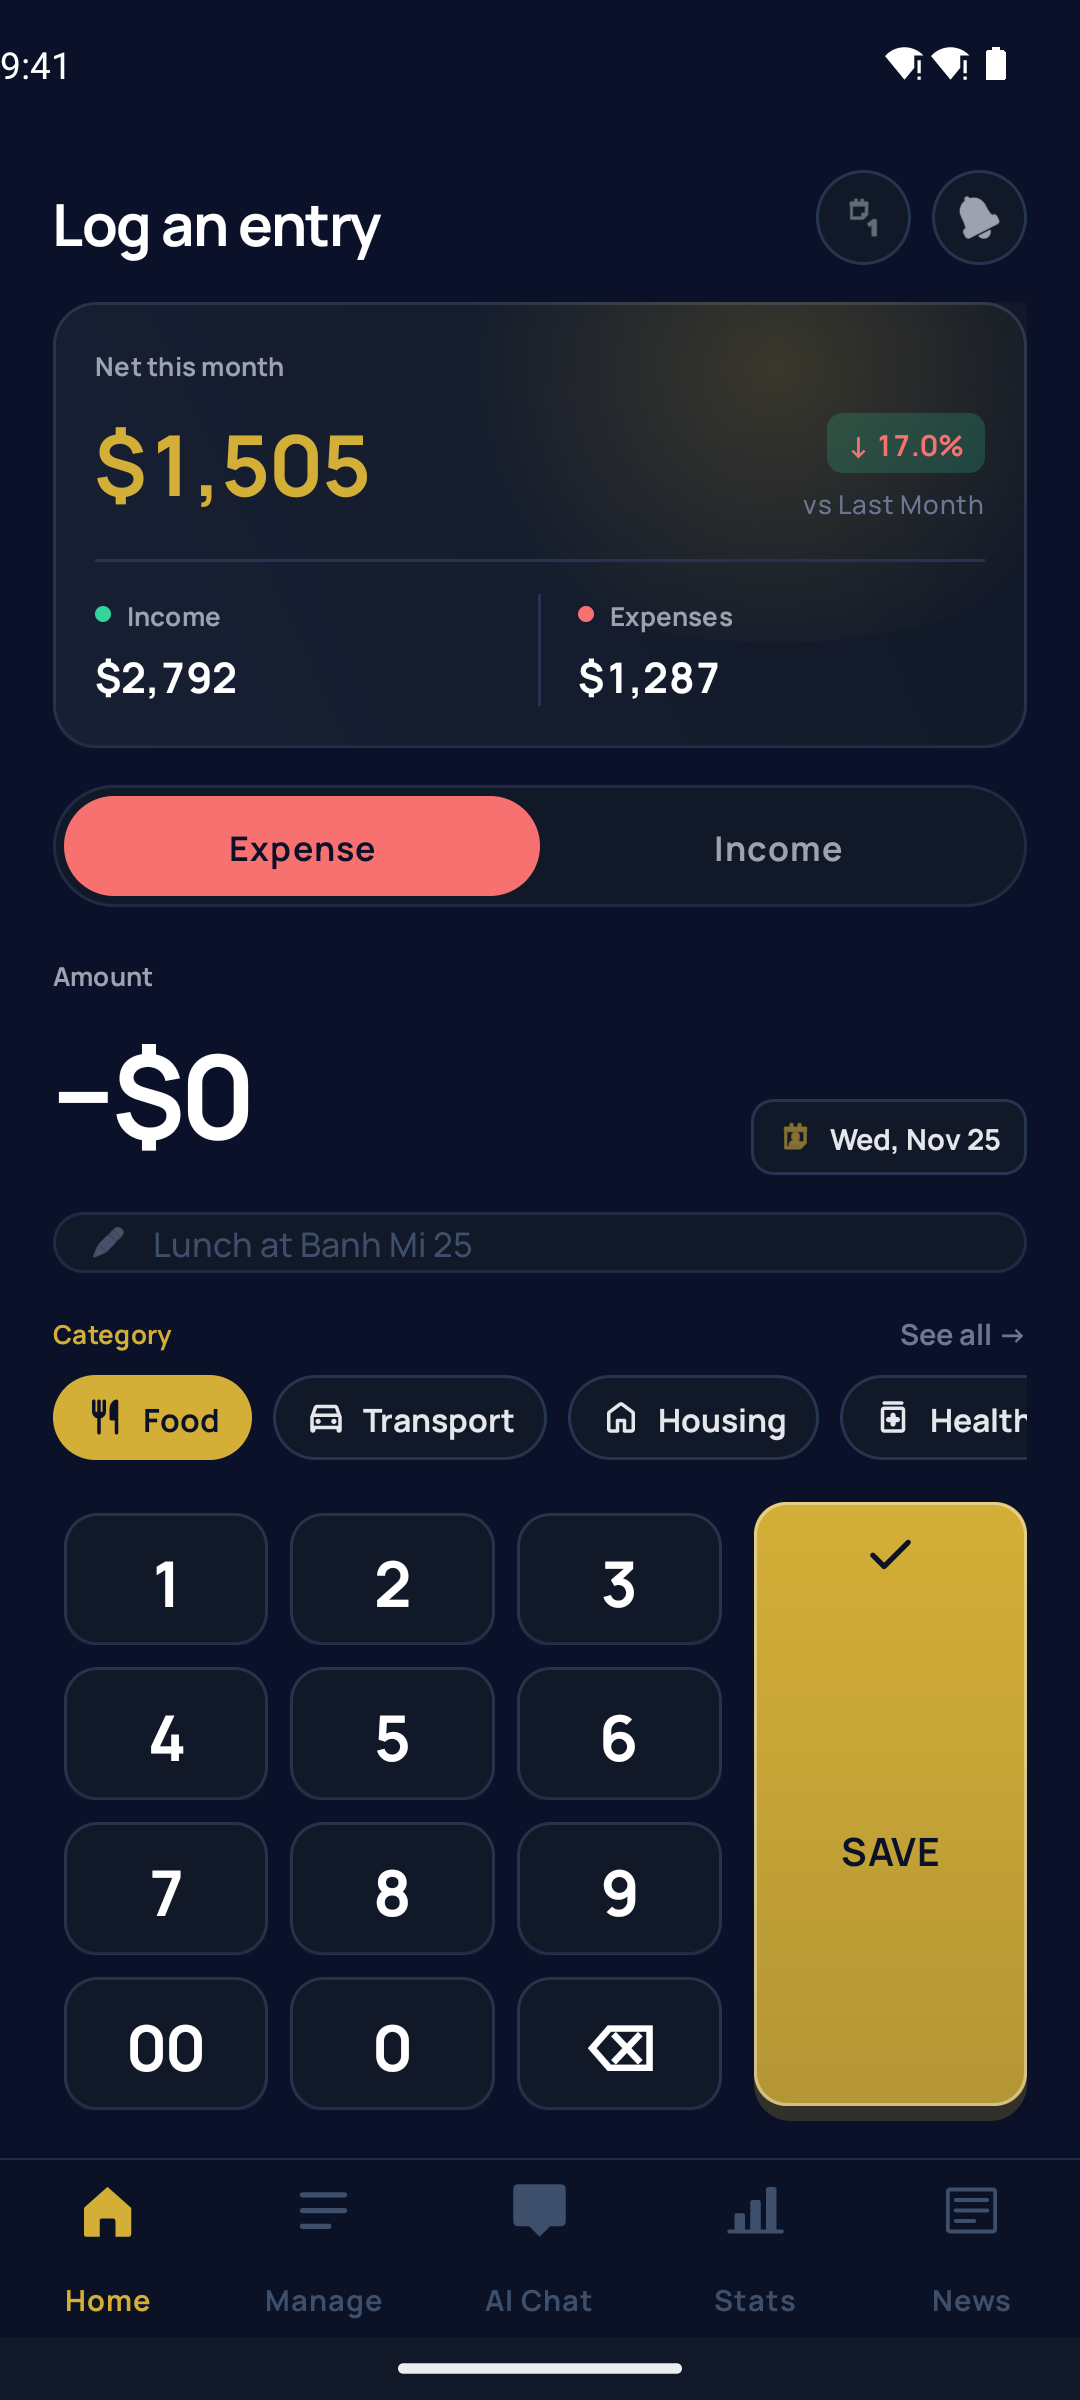 9:41
Log an entry
Net this month
$1,505
↓ 17.0%
vs Last Month
Income
$2,792
Expenses
$1,287
Expense
Income
Amount
−$0
Wed, Nov 25
Lunch at Banh Mi 25
Category
See all →
Food
Transport
Housing
Health
1
2
3
4
5
6
7
8
9
00
0
SAVE
Home
Manage
AI Chat
Stats
News